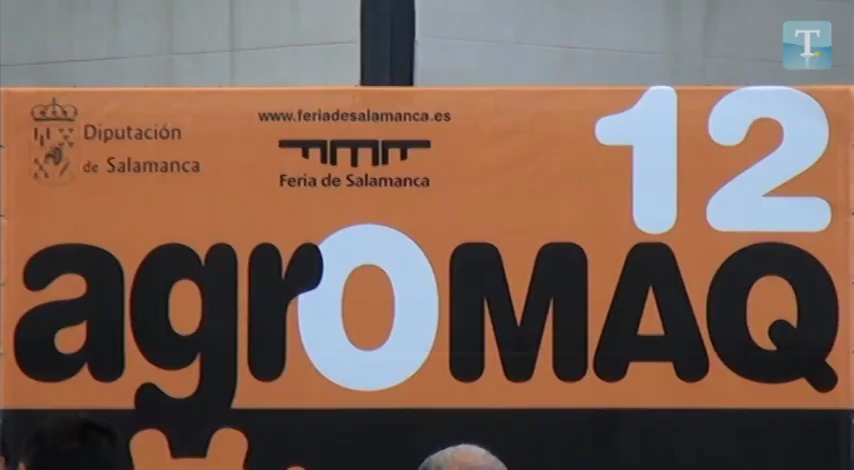 T.
www.feriadesalamanca.es
Diputación
de Salamanca
Feria de Salamanca
12
agrOMAQ